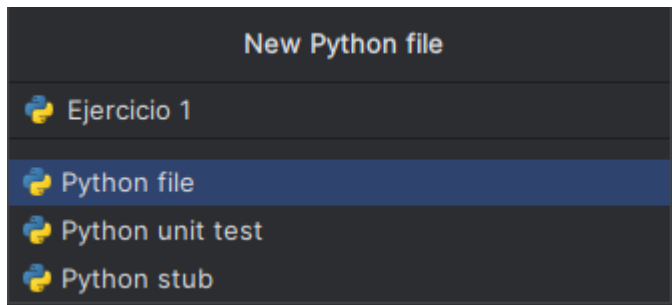 New Python file
Ejercicio 1
Python file
Python unit test
Python stub